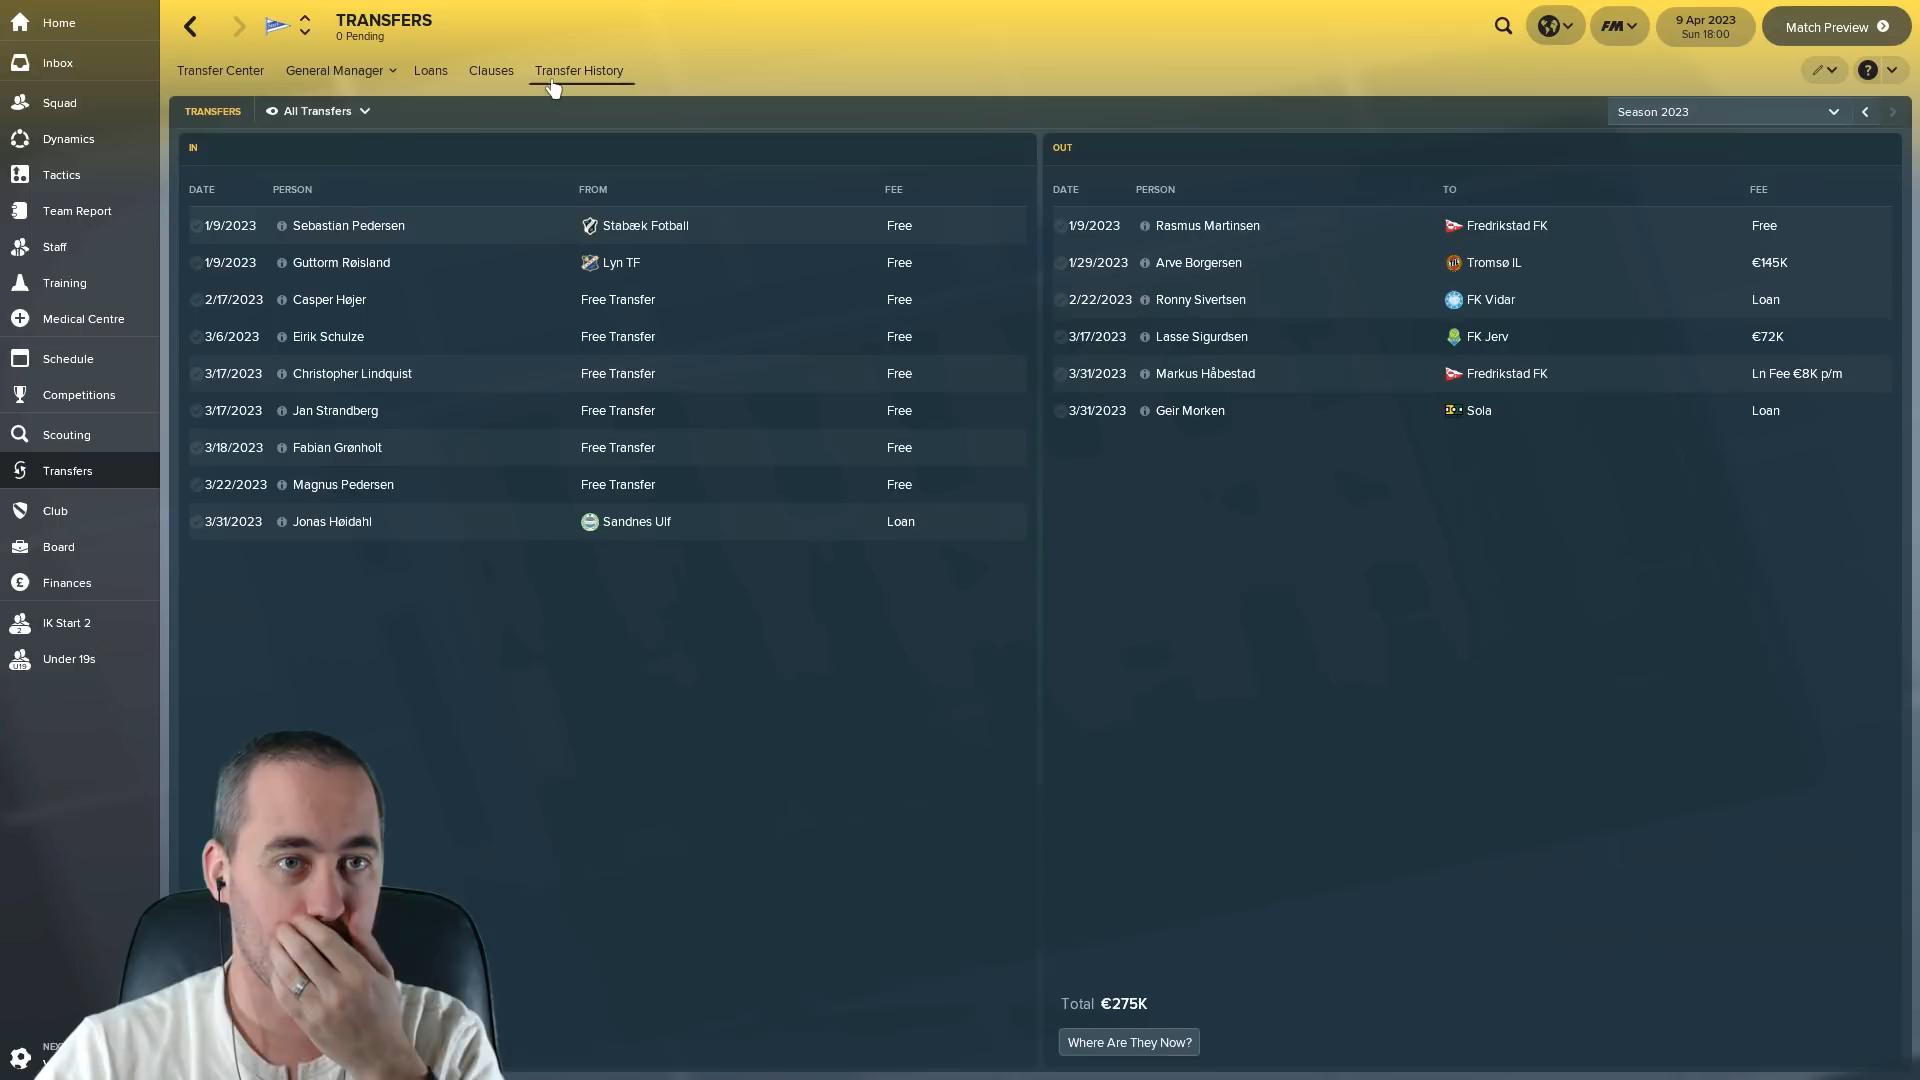 Home
Inbox
Squad
Dynamics
Tactics
Team Report
Staff
Training
Medical Centre
Schedule
Competitions
Scouting
Transfers
Club
Board
Finances
IK Start 2
Under 19s
TRANSFERS
0 Pending
FM
9 Apr 2023
Sun 18:00
Match Preview
Transfer Center General Manager Loans Clauses Transfer History
TRANSFERS All Transfers
Season 2023
IN
DATE PERSON FROM FEE
1/9/2023 Sebastian Pedersen Stabæk Fotball Free
1/9/2023 Guttorm Røisland Lyn TF Free
2/17/2023 Casper Højer Free Transfer Free
3/6/2023 Eirik Schulze Free Transfer Free
3/17/2023 Christopher Lindquist Free Transfer Free
3/17/2023 Jan Strandberg Free Transfer Free
3/18/2023 Fabian Grønholt Free Transfer Free
3/22/2023 Magnus Pedersen Free Transfer Free
3/31/2023 Jonas Høidahl Sandnes Ulf Loan
OUT
DATE PERSON TO FEE
1/9/2023 Rasmus Martinsen Fredrikstad FK Free
1/29/2023 Arve Borgersen Tromsø IL €145K
2/22/2023 Ronny Sivertsen FK Vidar Loan
3/17/2023 Lasse Sigurdsen FK Jerv €72K
3/31/2023 Markus Håbestad Fredrikstad FK Ln Fee €8K p/m
3/31/2023 Geir Morken Sola Loan
Total €275K
Where Are They Now?